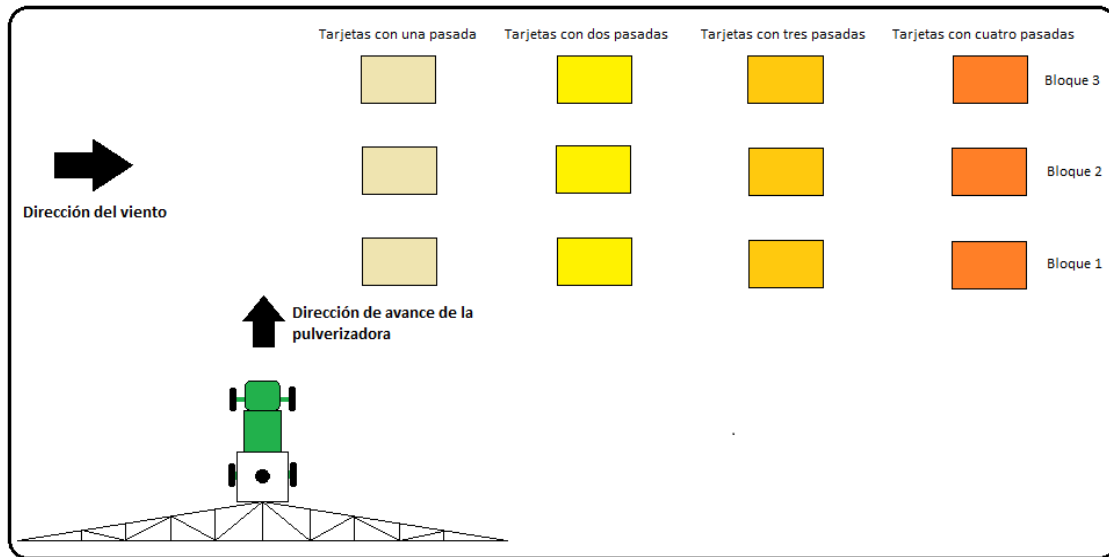 Tarjetas con una pasada
Tarjetas con dos pasadas
Tarjetas con tres pasadas
Tarjetas con cuatro pasadas
Bloque 3
Bloque 2
Dirección del viento
Bloque 1
Dirección de avance de la
pulverizadora